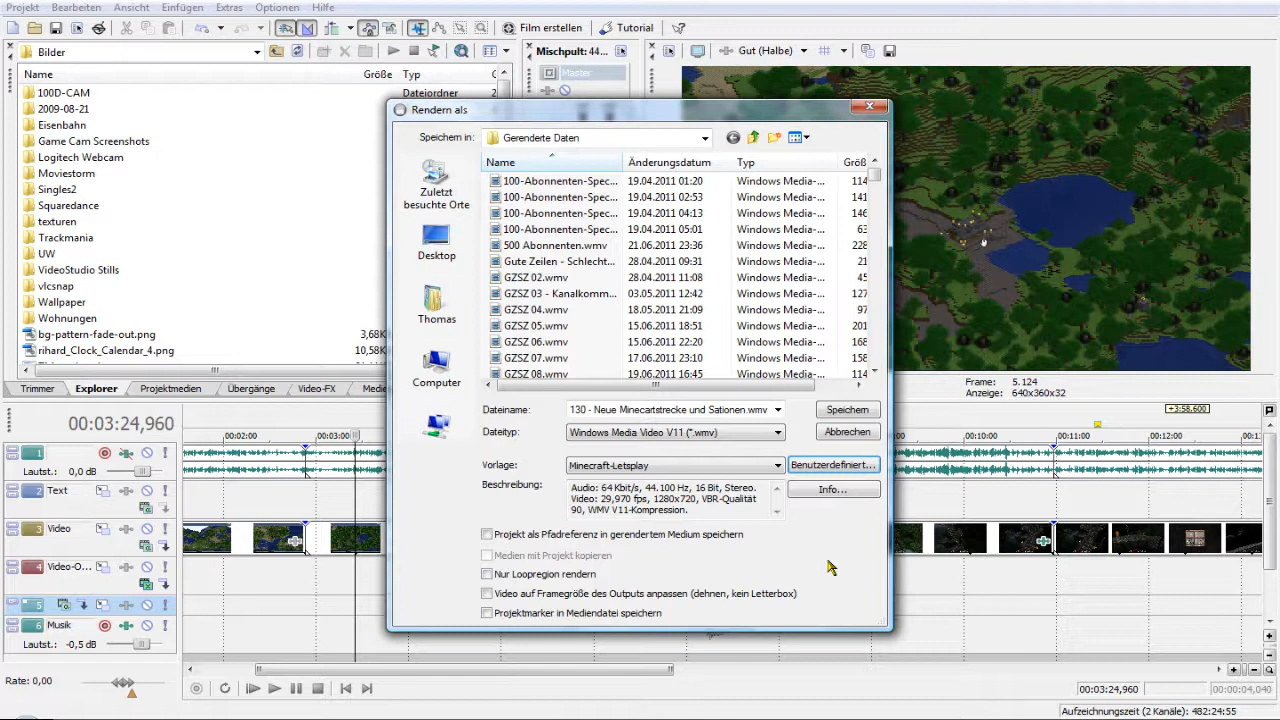 Projekt Bearbeiten Ansicht Einfügen Extras Optionen Hilfe
Film erstellen Tutorial
Bilder
Mischpult: 44...
Gut (Halbe)
Name Größe Typ
Master
100D-CAM Dateiordner
2009-08-21
Eisenbahn
Game Cam Screenshots
Logitech Webcam
Moviestorm
Singles2
Squaredance
texturen
Trackmania
UW
VideoStudio Stills
vlcsnap
Wallpaper
Wohnungen
bg-pattern-fade-out.png 3,68K
rihard_Clock_Calendar_4.png 10,58K
Trimmer Explorer Projektmedien Übergänge Video-FX Medie
Rendern als
Speichern in: Gerenderte Daten
Zuletzt besuchte Orte
Desktop
Thomas
Computer
Name Änderungsdatum Typ Größ
100-Abonnenten-Spec... 19.04.2011 01:20 Windows Media-... 114
100-Abonnenten-Spec... 19.04.2011 02:53 Windows Media-... 141
100-Abonnenten-Spec... 19.04.2011 04:13 Windows Media-... 146
100-Abonnenten-Spec... 19.04.2011 05:01 Windows Media-... 63
500 Abonnenten.wmv 21.06.2011 23:36 Windows Media-... 128
Gute Zeilen - Schlecht... 28.04.2011 09:31 Windows Media-... 21
GZSZ 02.wmv 28.04.2011 11:08 Windows Media-... 45
GZSZ 03 - Kanalkomm... 03.05.2011 12:42 Windows Media-... 127
GZSZ 04.wmv 18.05.2011 21:09 Windows Media-... 97
GZSZ 05.wmv 15.06.2011 18:51 Windows Media-... 201
GZSZ 06.wmv 15.06.2011 22:20 Windows Media-... 168
GZSZ 07.wmv 17.06.2011 23:10 Windows Media-... 158
GZSZ 08.wmv 19.06.2011 16:45 Windows Media-... 110
Dateiname: 130 - Neue Minecartstrecke und Sationen.wmv Speichern
Dateityp: Windows Media Video V11 (*.wmv) Abbrechen
Vorlage: Minecraft-Letsplay Benutzerdefiniert...
Beschreibung: Audio: 64 Kbit/s, 44.100 Hz, 16 Bit, Stereo. Info...
Video: 29,970 fps, 1280x720, VBR-Qualität
90, WMV V11-Kompression.
Projekt als Pfadreferenz in gerendertem Medium speichern
Medien mit Projekt kopieren
Nur Loopregion rendern
Video auf Framegröße des Outputs anpassen (dehnen, kein Letterbox)
Projektmarker in Mediendatei speichern
Frame: 5.124
Anzeige: 640x360x32
+3:58.600
00:03:24,960
00:02:00 00:03:00 00:10:00 00:11:00 00:12:00 00:1
1
Lautst.: 0,0 dB
2 Text
3 Video
4 Video-O...
5
6 Musik
Lautst.: -0,5 dB
Rate: 0,00
00:03:24,960 00:00:04,040
Aufzeichnungszeit (2 Kanäle): 482:24:55